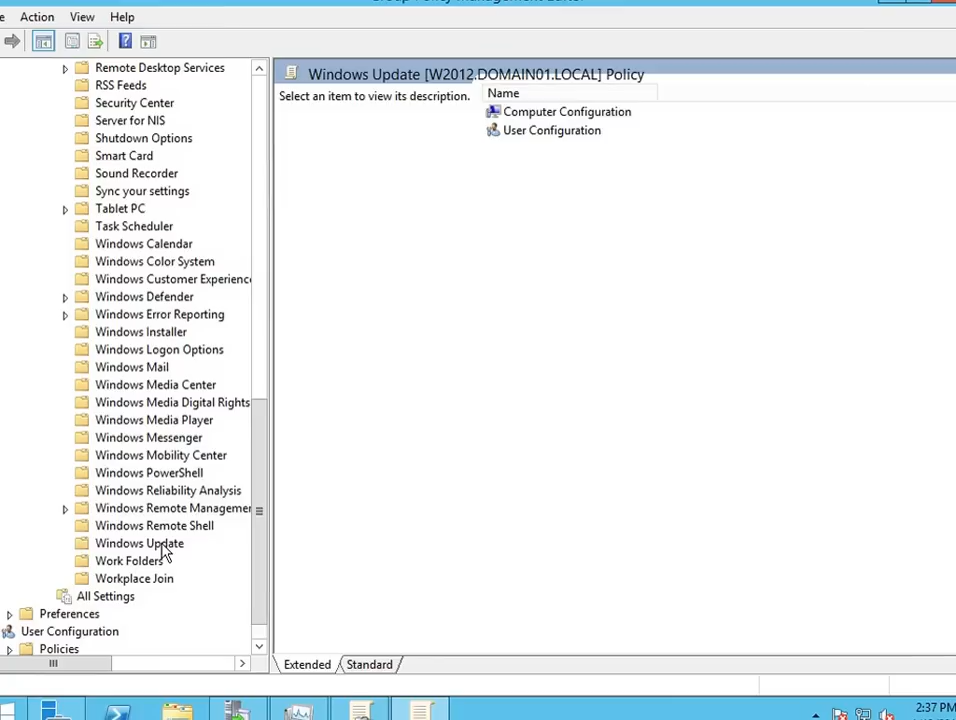 Group Policy Management Editor
Action View Help
Remote Desktop Services
RSS Feeds
Security Center
Server for NIS
Shutdown Options
Smart Card
Sound Recorder
Sync your settings
Tablet PC
Task Scheduler
Windows Calendar
Windows Color System
Windows Customer Experience
Windows Defender
Windows Error Reporting
Windows Installer
Windows Logon Options
Windows Mail
Windows Media Center
Windows Media Digital Rights
Windows Media Player
Windows Messenger
Windows Mobility Center
Windows PowerShell
Windows Reliability Analysis
Windows Remote Managemen
Windows Remote Shell
Windows Update
Work Folders
Workplace Join
All Settings
Preferences
User Configuration
Policies
Windows Update [W2012.DOMAIN01.LOCAL] Policy
Select an item to view its description.
Name
Computer Configuration
User Configuration
Extended Standard
2:37 PM